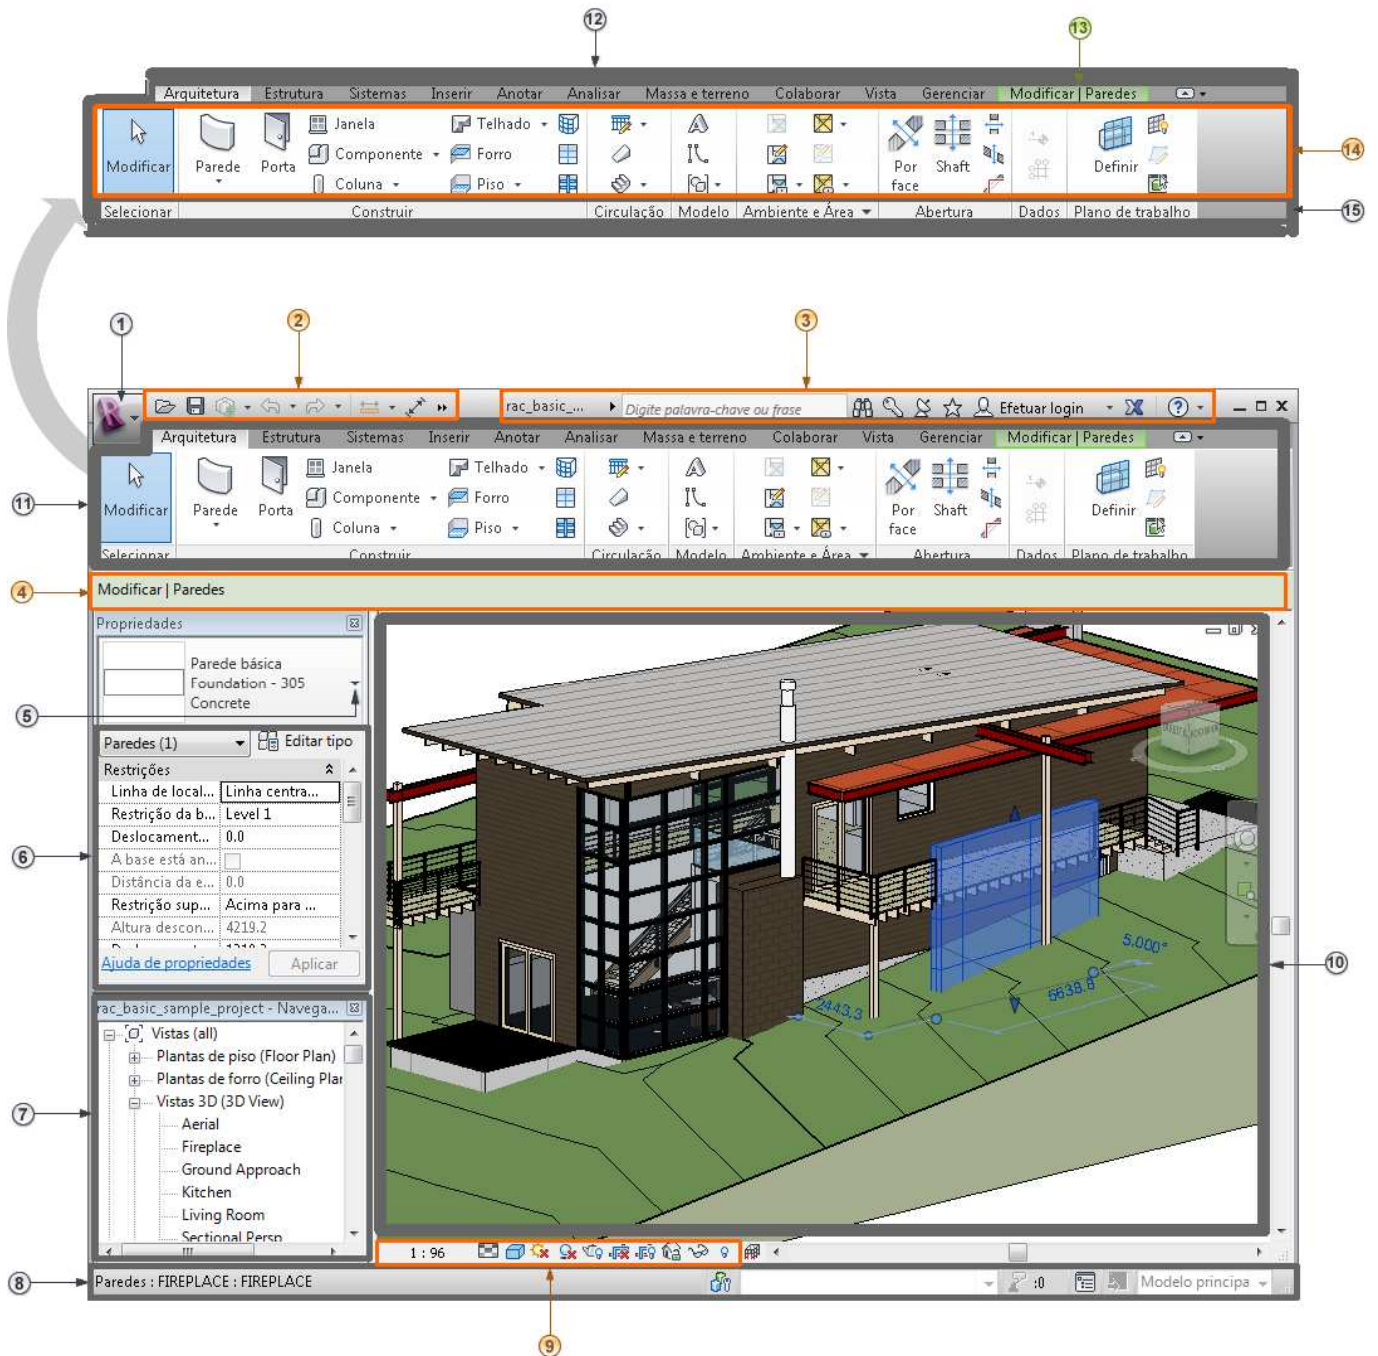 12
13
Arquitetura Estrutura Sistemas Inserir Anotar Analisar Massa e terreno Colaborar Vista Gerenciar Modificar | Paredes
Modificar Parede Porta Janela Componente Coluna Telhado Forro Piso Por face Shaft Definir
14
Selecionar Construir Circulação Modelo Ambiente e Área Abertura Dados Plano de trabalho
15
1
2
3
rac_basic_... Digite palavra-chave ou frase Efetuar login
Arquitetura Estrutura Sistemas Inserir Anotar Analisar Massa e terreno Colaborar Vista Gerenciar Modificar | Paredes
11
Modificar Parede Porta Janela Componente Coluna Telhado Forro Piso Por face Shaft Definir
Selecionar Construir Circulação Modelo Ambiente e Área Abertura Dados Plano de trabalho
4
Modificar | Paredes
Propriedades
Parede básica
Foundation - 305
Concrete
5
Paredes (1) Editar tipo
Restrições
Linha de local... Linha centra...
Restrição da b... Level 1
Deslocament... 0.0
6
A base está an...
Distância da e... 0.0
Restrição sup... Acima para ...
Altura descon... 4219.2
Ajuda de propriedades Aplicar
5.000°
5638.8
2443.3
10
rac_basic_sample_project - Navega...
Vistas (all)
Plantas de piso (Floor Plan)
Plantas de forro (Ceiling Plar
Vistas 3D (3D View)
7
Aerial
Fireplace
Ground Approach
Kitchen
Living Room
Sectional Persp
1 : 96
8
Paredes : FIREPLACE : FIREPLACE :0 Modelo principa
9